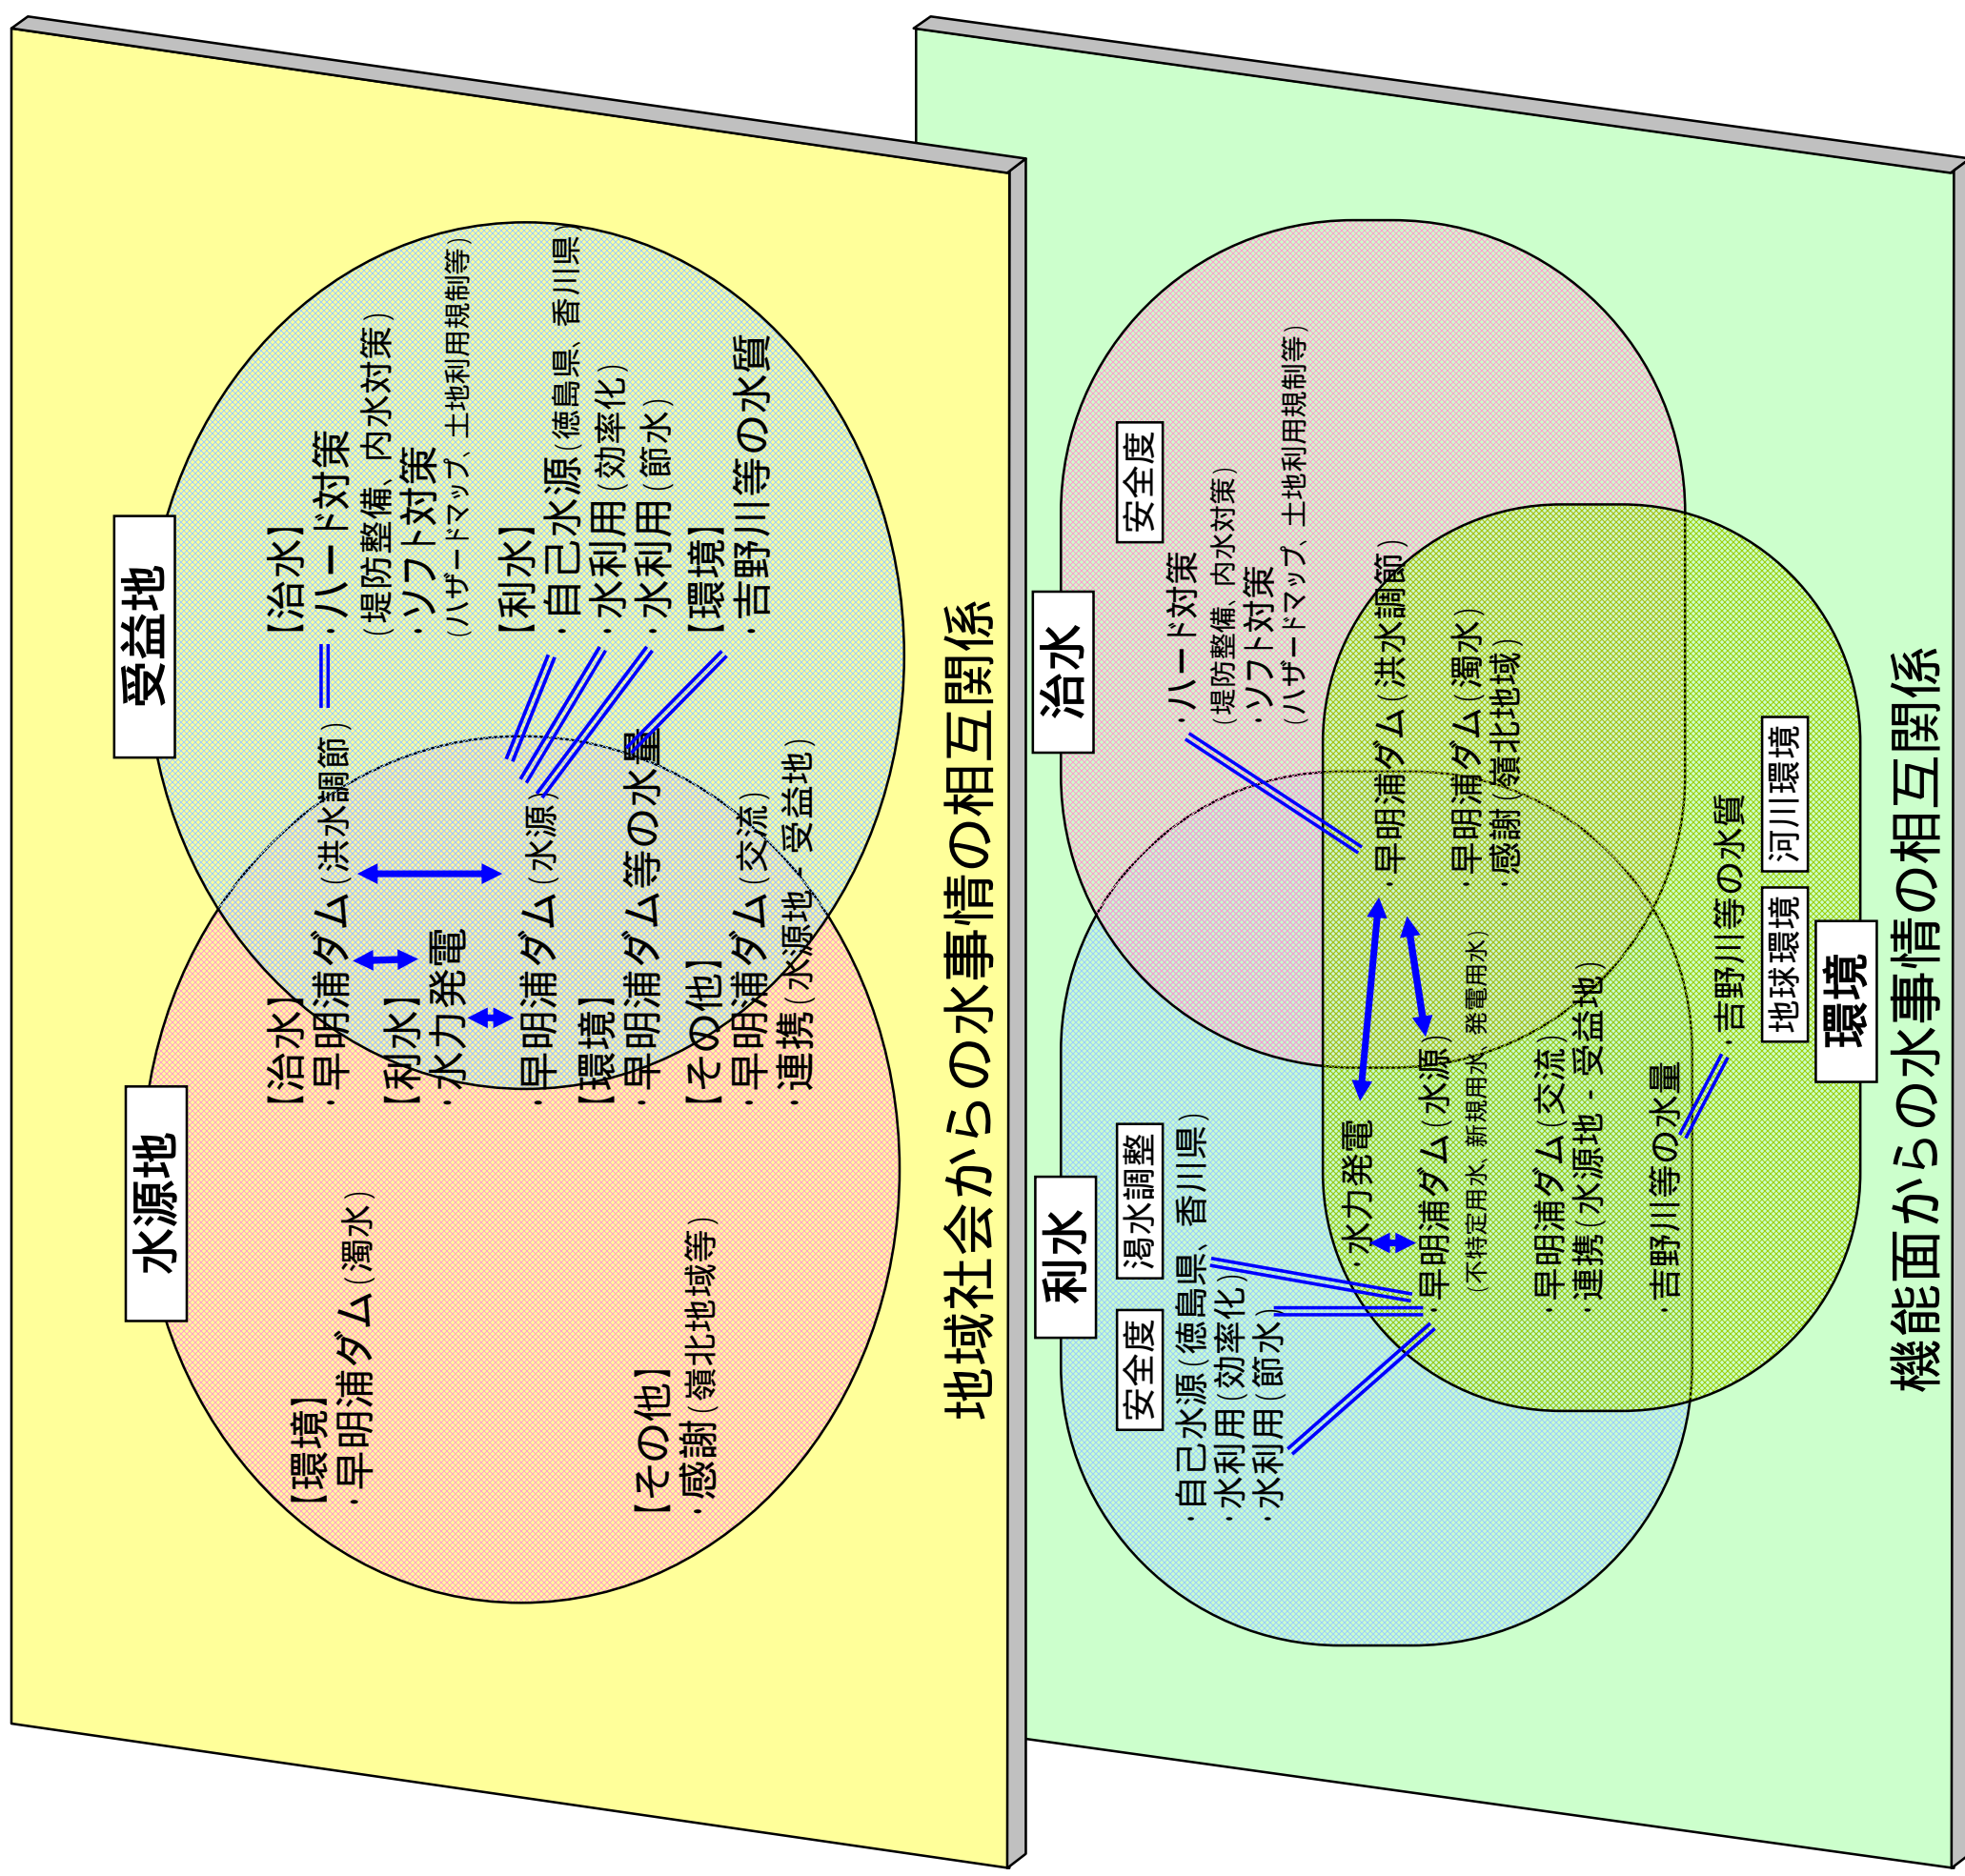 水源地
受益地
【環境】
・早明浦ダム(濁水)
【その他】
・感謝(嶺北地域等)
【治水】
・早明浦ダム(洪水調節)
【利水】
・水力発電
・早明浦ダム(水源)
【環境】
・早明浦ダム等の水量
【その他】
・早明浦ダム(交流)
・連携(水源地-受益地)
【治水】
・ハード対策
(堤防整備、内水対策)
・ソフト対策
(ハザードマップ、土地利用規制等)
【利水】
・自己水源(徳島県、香川県)
・水利用(効率化)
・水利用(節水)
【環境】
・吉野川等の水質
地域社会からの水事情の相互関係
利水
治水
安全度
渇水調整
・自己水源(徳島県、香川県)
・水利用(効率化)
・水利用(節水)
安全度
・ハード対策
(堤防整備、内水対策)
・ソフト対策
(ハザードマップ、土地利用規制等)
・水力発電
・早明浦ダム(水源)
(不特定用水、新規用水、発電用水)
・早明浦ダム(交流)
・連携(水源地-受益地)
・吉野川等の水量
・早明浦ダム(洪水調節)
・早明浦ダム(濁水)
・感謝(嶺北地域)
・吉野川等の水質
地球環境
河川環境
環境
機能面からの水事情の相互関係